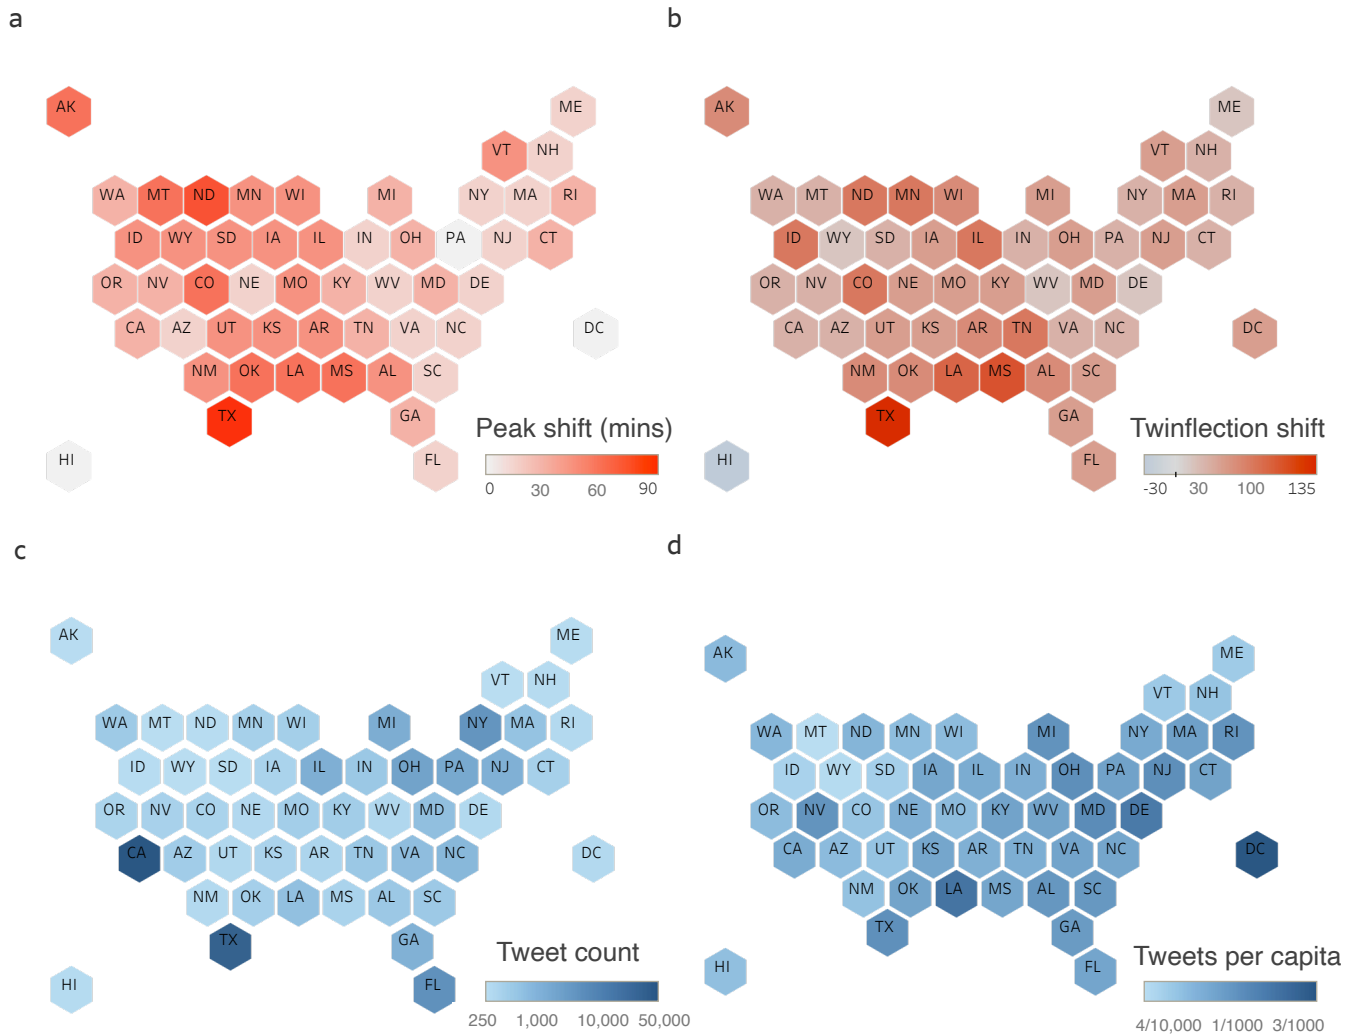 a
b
AK
ME
AK
ME
VT NH
VT NH
WA MT ND MN WI MI NY MA RI
WA MT ND MN WI MI NY MA RI
ID WY SD IA IL IN OH PA NJ CT
ID WY SD IA IL IN OH PA NJ CT
OR NV CO NE MO KY WV MD DE
OR NV CO NE MO KY WV MD DE
CA AZ UT KS AR TN VA NC DC
CA AZ UT KS AR TN VA NC DC
NM OK LA MS AL SC
NM OK LA MS AL SC
TX GA
TX GA
Peak shift (mins)
Twinflection shift
HI FL
HI FL
0 30 60 90
-30 30 100 135
c
d
AK ME
AK ME
VT NH
VT NH
WA MT ND MN WI MI NY MA RI
WA MT ND MN WI MI NY MA RI
ID WY SD IA IL IN OH PA NJ CT
ID WY SD IA IL IN OH PA NJ CT
OR NV CO NE MO KY WV MD DE
OR NV CO NE MO KY WV MD DE
CA AZ UT KS AR TN VA NC DC
CA AZ UT KS AR TN VA NC DC
NM OK LA MS AL SC
NM OK LA MS AL SC
TX GA
TX GA
Tweet count
Tweets per capita
HI FL
HI FL
250 1,000 10,000 50,000
4/10,000 1/1000 3/1000